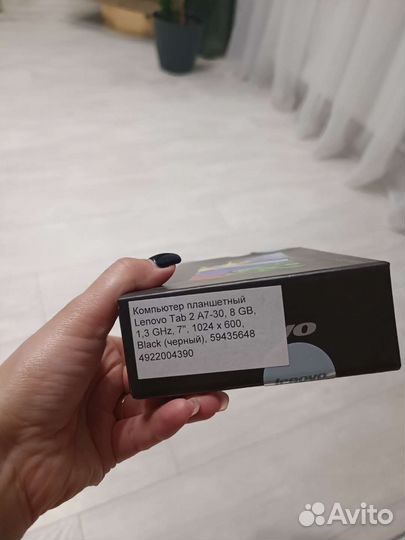 Компьютер планшетный
Lenovo Tab 2 A7-30, 8 GB,
1,3 GHz, 7", 1024 x 600,
Black (черный), 59435648
4922004390
lenovo
Avito